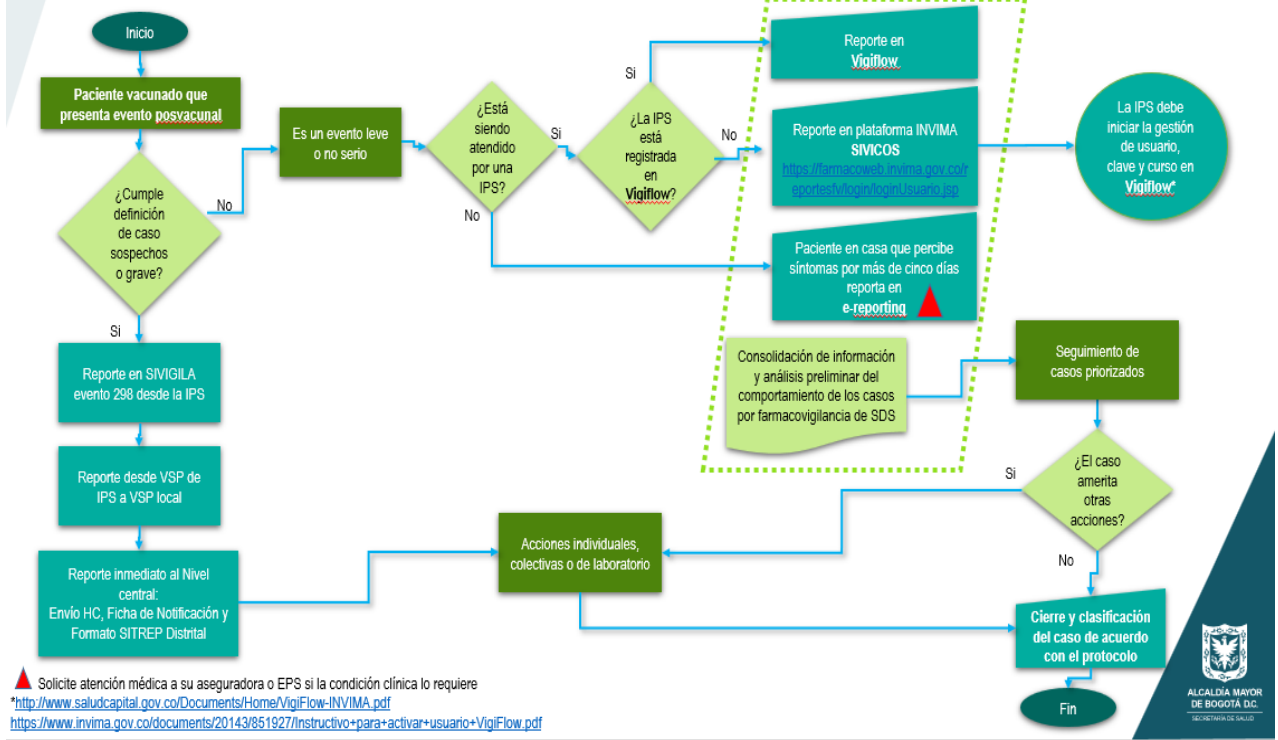 Inicio
Paciente vacunado que
presenta evento posvacunal
¿Cumple
definición
de caso
sospechos
o grave?
No
Si
Es un evento leve
o no serio
¿Está
siendo
atendido
por una
IPS?
Si
No
¿La IPS
está
registrada
en
Vigiflow?
Si
No
Reporte en
Vigiflow
Reporte en plataforma INVIMA
SIVICOS
https://farmacoweb.invima.gov.co/r
eportesfv/login/loginUsuario.jsp
La IPS debe
iniciar la gestión
de usuario,
clave y curso en
Vigiflow*
Paciente en casa que percibe
síntomas por más de cinco días
reporta en
e-reporting
Consolidación de información
y análisis preliminar del
comportamiento de los casos
por farmacovigilancia de SDS
Seguimiento de
casos priorizados
¿El caso
amerita
otras
acciones?
Si
No
Reporte en SIVIGILA
evento 298 desde la IPS
Reporte desde VSP de
IPS a VSP local
Reporte inmediato al Nivel
central:
Envío HC, Ficha de Notificación y
Formato SITREP Distrital
Acciones individuales,
colectivas o de laboratorio
Cierre y clasificación
del caso de acuerdo
con el protocolo
Fin
Solicite atención médica a su aseguradora o EPS si la condición clínica lo requiere
*http://www.saludcapital.gov.co/Documents/Home/VigiFlow-INVIMA.pdf
https://www.invima.gov.co/documents/20143/851927/Instructivo+para+activar+usuario+VigiFlow.pdf
ALCALDÍA MAYOR
DE BOGOTÁ D.C.
SECRETARÍA DE SALUD